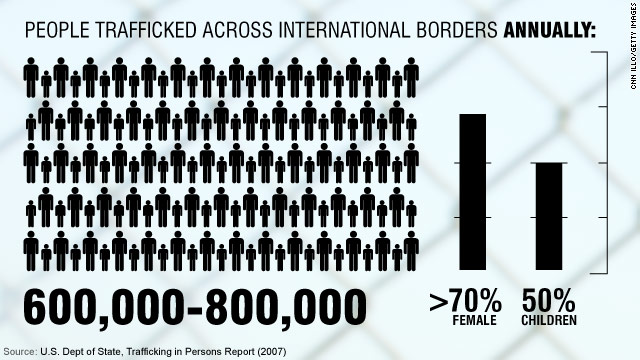 PEOPLE TRAFFICKED ACROSS INTERNATIONAL BORDERS ANNUALLY:
CNN ILLO/GETTY IMAGES
600,000-800,000
>70%
FEMALE
50%
CHILDREN
Source: U.S. Dept of State, Trafficking in Persons Report (2007)